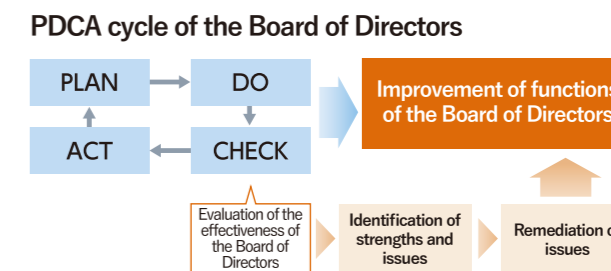 PDCA cycle of the Board of Directors
PLAN
DO
Improvement of functions
of the Board of Directors
ACT
CHECK
Evaluation of the
effectiveness of
the Board of
Directors
Identification of
strengths and
issues
Remediation
issues